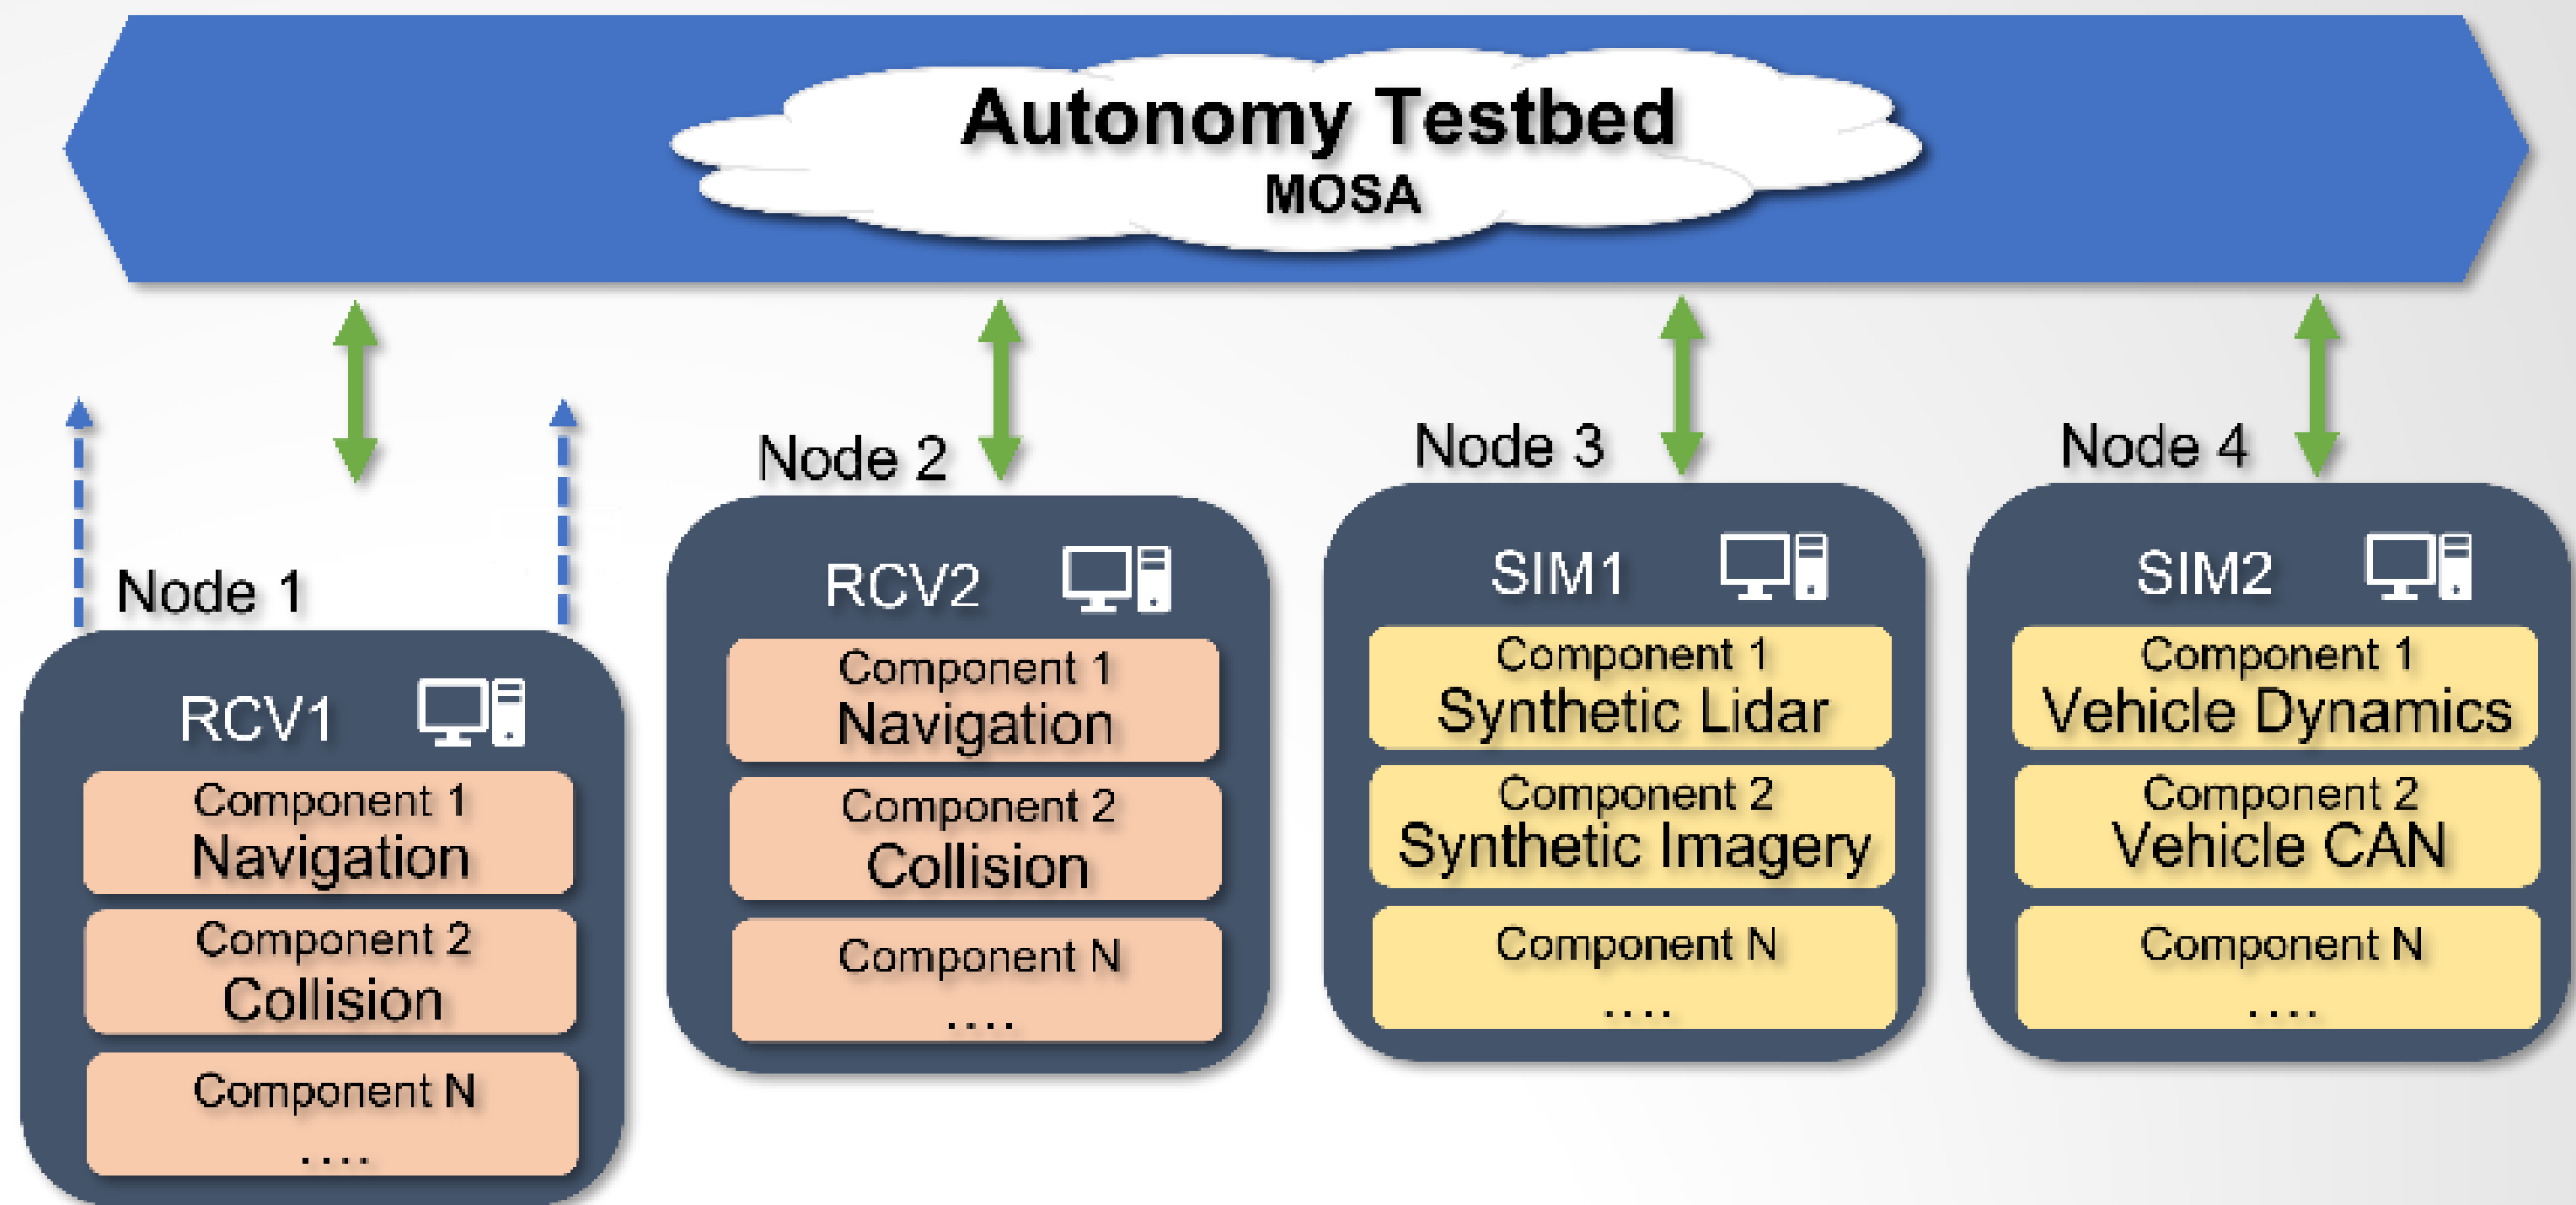 Autonomy Testbed
MOSA
Node 1
RCV1
Component 1
Navigation
Component 2
Collision
Component N
....
Node 2
RCV2
Component 1
Navigation
Component 2
Collision
Component N
....
Node 3
SIM1
Component 1
Synthetic Lidar
Component 2
Synthetic Imagery
Component N
....
Node 4
SIM2
Component 1
Vehicle Dynamics
Component 2
Vehicle CAN
Component N
....